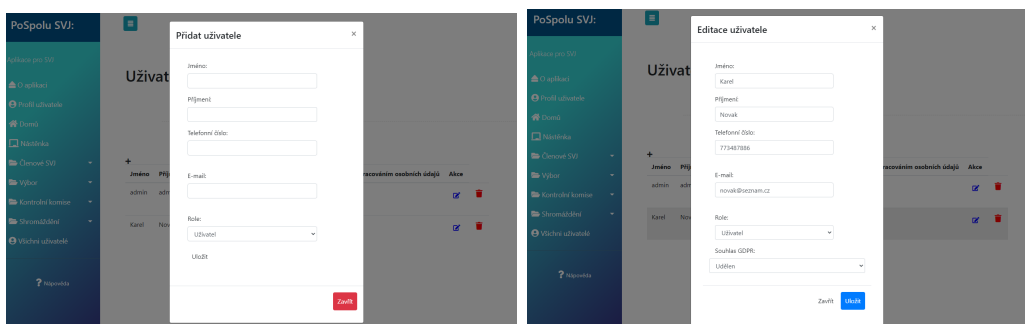 PoSpolu SVJ:
Aplikace pro SVJ
O aplikaci
Profil uživatele
Domů
Nástěnka
Členové SVJ
Výbor
Kontrolní komise
Shromáždění
Všichni uživatelé
Nápověda
Uživat
+
Jméno Příj
admin adm
Karel Nov
racováním osobních údajů Akce
Přidat uživatele ×
Jméno:
Příjmení:
Telefonní číslo:
E-mail:
Role:
Uživatel
Uložit
Zavřít
PoSpolu SVJ:
Aplikace pro SVJ
O aplikaci
Profil uživatele
Domů
Nástěnka
Členové SVJ
Výbor
Kontrolní komise
Shromáždění
Všichni uživatelé
Nápověda
Uživat
+
Jméno Příj
admin adm
Karel Nov
racováním osobních údajů Akce
Editace uživatele ×
Jméno:
Karel
Příjmení:
Novak
Telefonní číslo:
773487886
E-mail:
novak@seznam.cz
Role:
Uživatel
Souhlas GDPR:
Udělen
Zavřít Uložit